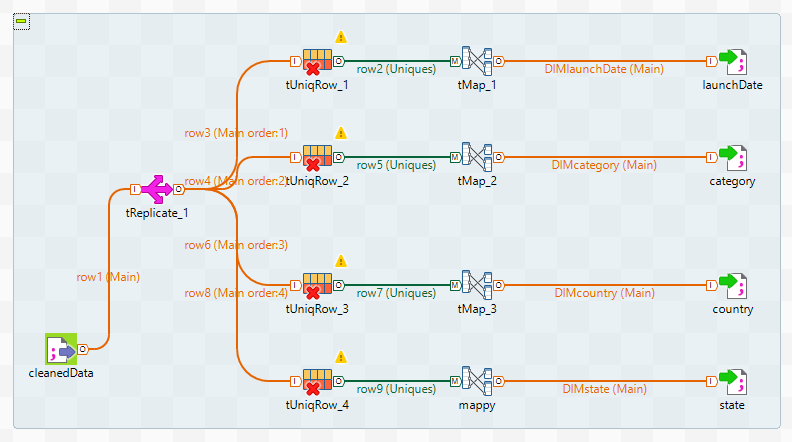 row2 (Uniques)
DIMlaunchDate (Main)
tUniqRow_1
tMap_1
launchDate
row3 (Main order:1)
row5 (Uniques)
DIMcategory (Main)
row4 (Main order:2)
tUniqRow_2
tMap_2
category
tReplicate_1
row6 (Main order:3)
row1 (Main)
row8 (Main order:4)
row7 (Uniques)
DIMcountry (Main)
tUniqRow_3
tMap_3
country
cleanedData
row9 (Uniques)
DIMstate (Main)
tUniqRow_4
mappy
state